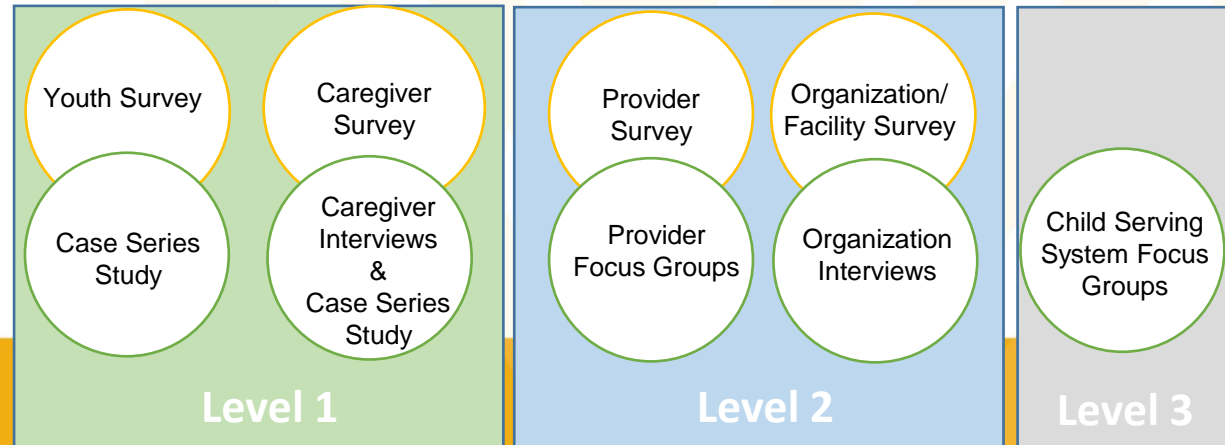 Youth Survey
Caregiver
Survey
Provider
Survey
Organization/
Facility Survey
Case Series
Study
Caregiver
Interviews
&
Case Series
Study
Provider
Focus Groups
Organization
Interviews
Child Serving
System Focus
Groups
Level 1
Level 2
Level 3